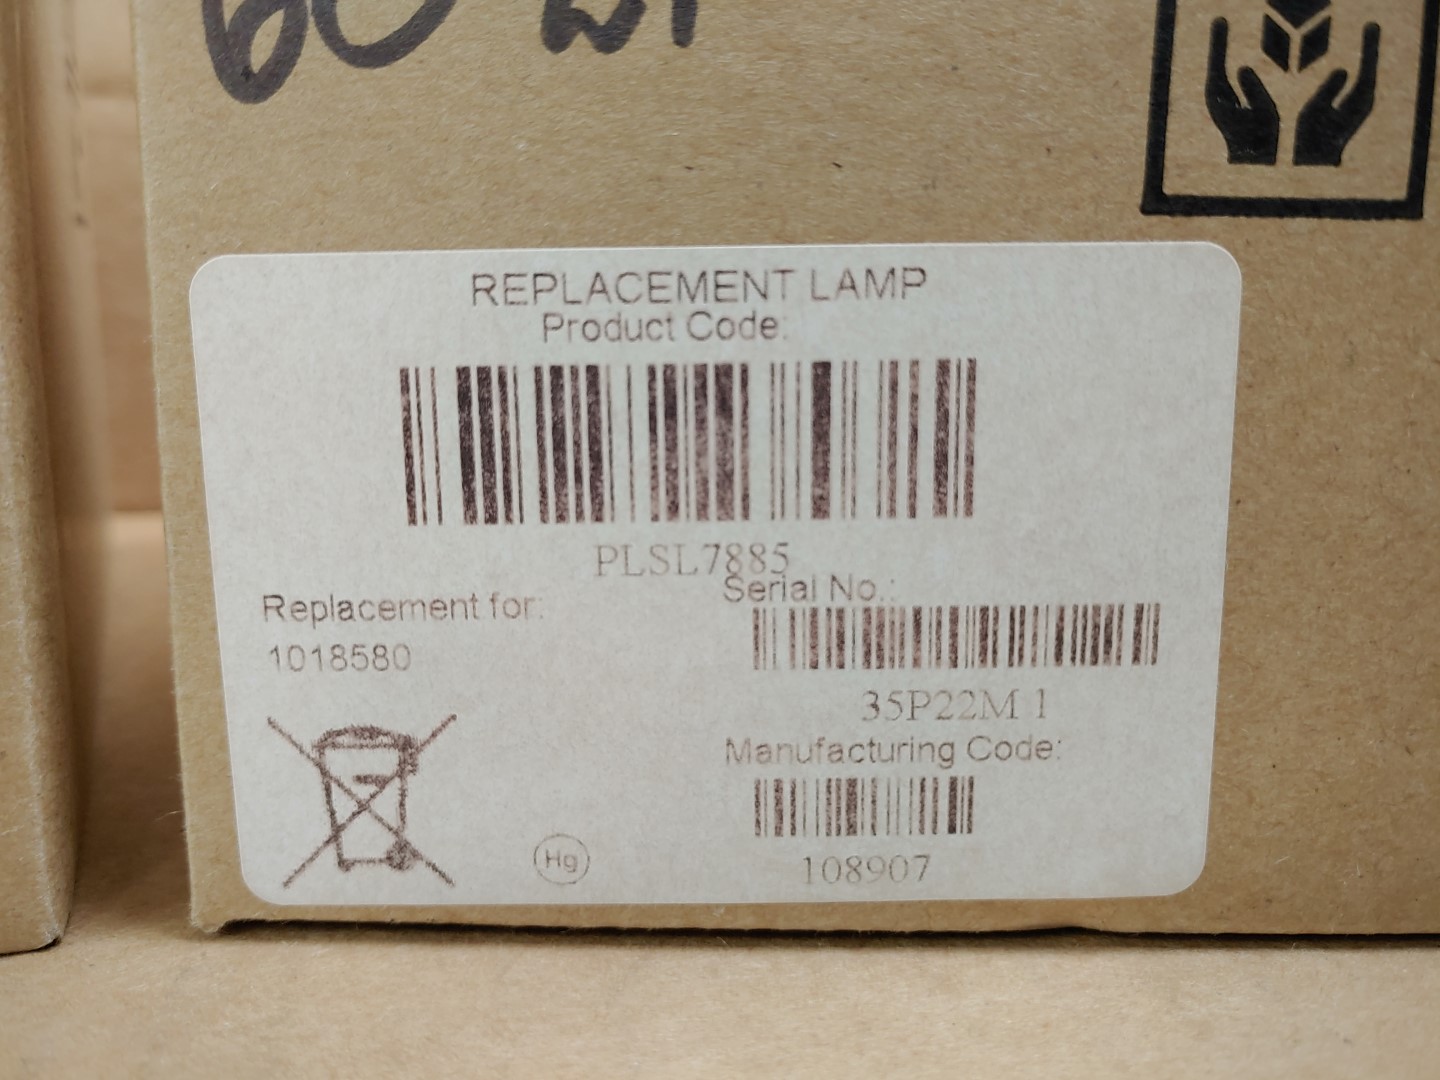 REPLACEMENT LAMP
Product Code:
PLSL7885
Replacement for:
1018580
Serial No.:
35P22M 1
Manufacturing Code:
108907
Hg